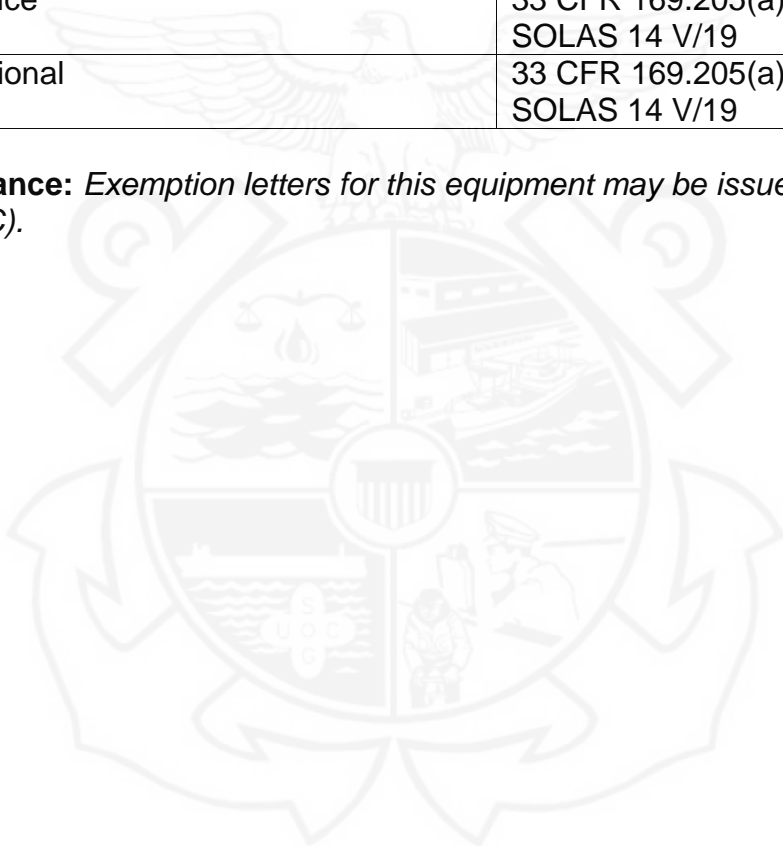 nce 33 CFR 169.205(a)
SOLAS 14 V/19
ional 33 CFR 169.205(a)
SOLAS 14 V/19
ance: Exemption letters for this equipment may be issue
C).
S
U O C
G